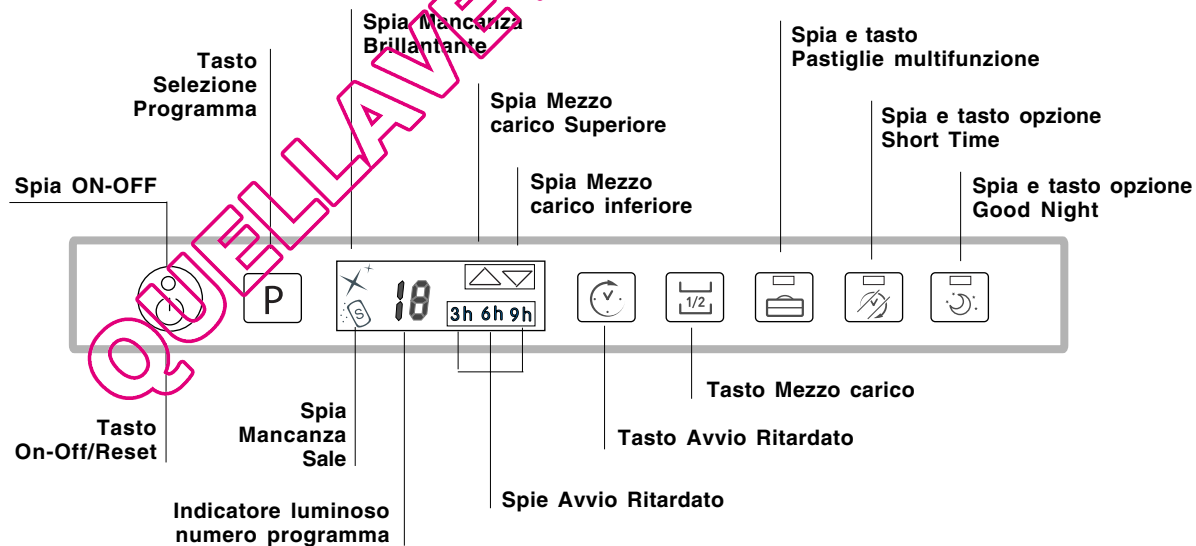 Spia Mancanza
Brillantante
Tasto
Selezione
Programma
Spia e tasto
Pastiglie multifunzione
Spia Mezzo
carico Superiore
Spia e tasto opzione
Short Time
Spia ON-OFF
Spia Mezzo
carico inferiore
Spia e tasto opzione
Good Night
P
S
18
3h 6h 9h
1/2
Tasto Mezzo carico
Tasto
On-Off/Reset
Spia
Mancanza
Sale
Tasto Avvio Ritardato
Spie Avvio Ritardato
Indicatore luminoso
numero programma
QUELLAVE